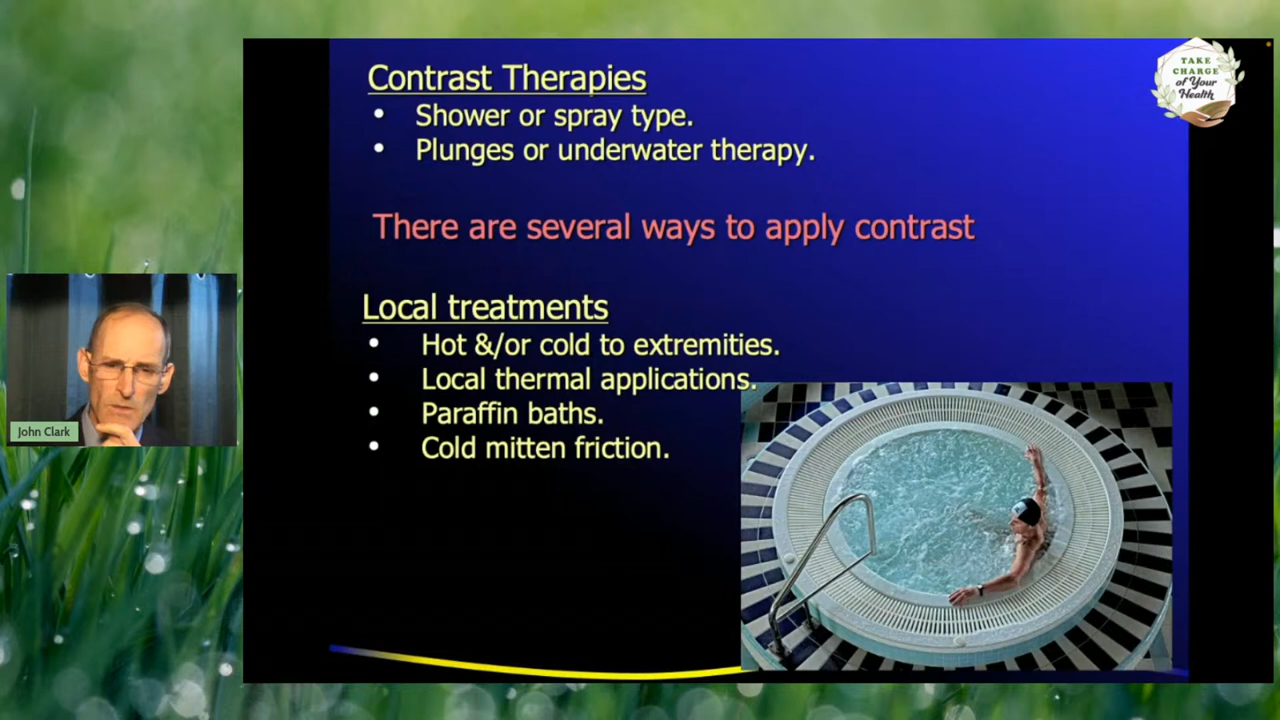 Contrast Therapies
• Shower or spray type.
• Plunges or underwater therapy.
There are several ways to apply contrast
Local treatments
• Hot &/or cold to extremities.
• Local thermal applications.
• Paraffin baths.
• Cold mitten friction.
TAKE
CHARGE
of Your
Health
John Clark